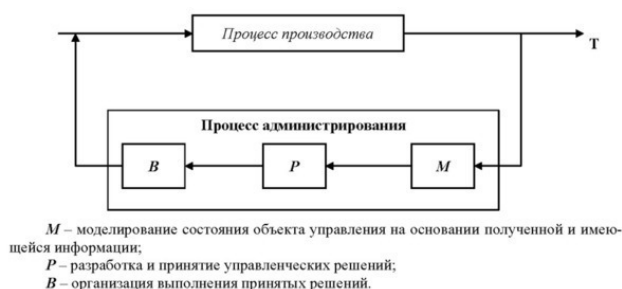 Процесс производства
Т
Процесс администрирования
В
Р
М
М – моделирование состояния объекта управления на основании полученной и имею-
щейся информации;
Р – разработка и принятие управленческих решений;
В – организация выполнения принятых решений.